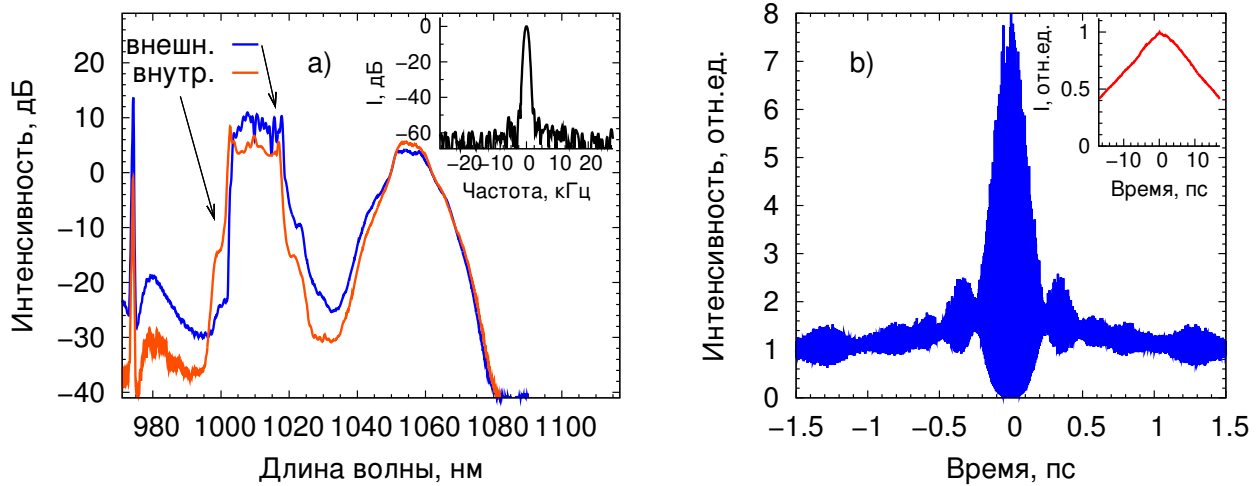 внешн.
внутр.
a)
Интенсивность, дБ
20
10
0
−10
−20
−30
−40
980 1000 1020 1040 1060 1080 1100
Длина волны, нм
I, дБ
0
−20
−40
−60
−20 −10 0 10 20
Частота, кГц
b)
Интенсивность, отн.ед.
8
7
6
5
4
3
2
1
0
−1.5 −1 −0.5 0 0.5 1 1.5
Время, пс
I, отн.ед.
1
0.5
0
−10 0 10
Время, пс